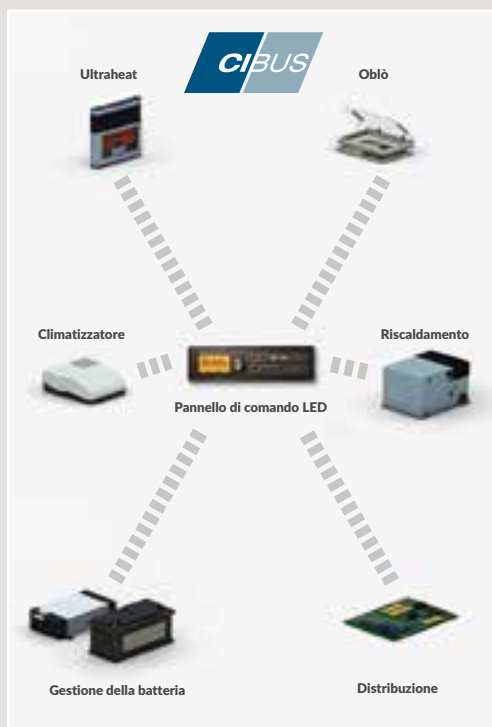 CIBUS
Ultraheat
Oblò
Climatizzatore
Riscaldamento
Pannello di comando LED
Gestione della batteria
Distribuzione